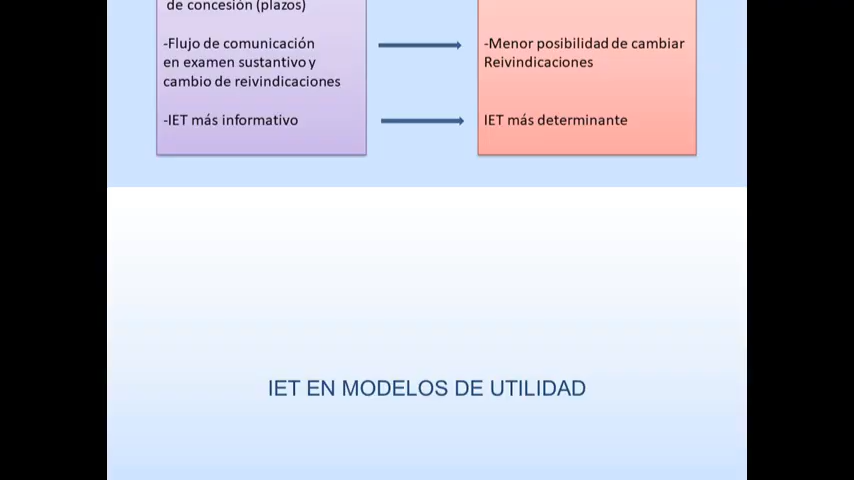 de concesión (plazos)
-Flujo de comunicación
en examen sustantivo y
cambio de reivindicaciones
-IET más informativo
-Menor posibilidad de cambiar
Reivindicaciones
IET más determinante
IET EN MODELOS DE UTILIDAD